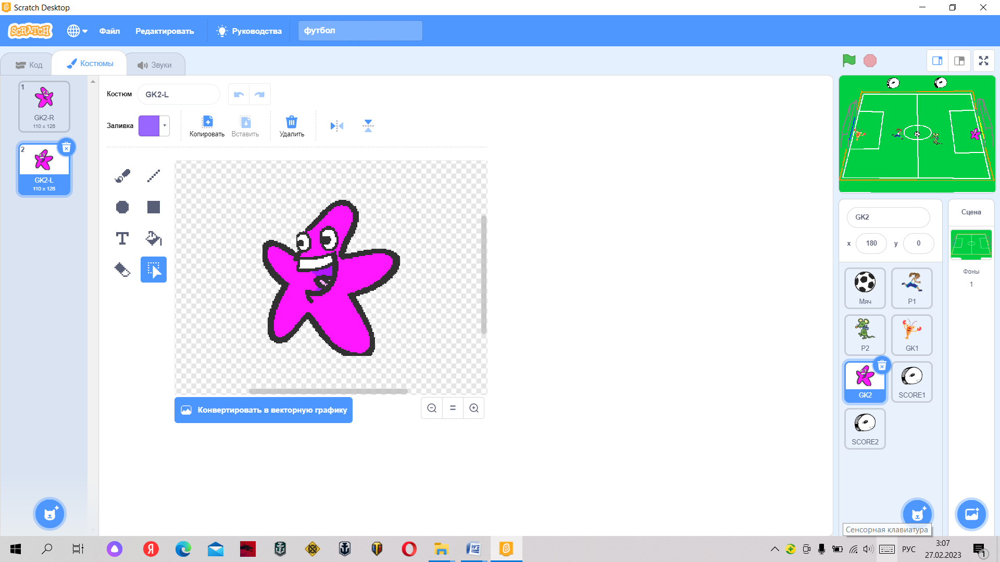 Scratch Desktop
SCRATCH
Файл
Редактировать
Руководства
футбол
Код
Костюмы
Звуки
1
GK2-R
110 x 126
2
GK2-L
110 x 126
Костюм
GK2-L
Заливка
Копировать
Вставить
Удалить
T
Конвертировать в векторную графику
GK2
x
180
y
0
Мяч
P1
P2
GK1
GK2
SCORE1
SCORE2
Сцена
Фоны
1
Сенсорная клавиатура
Я
РУС
3:07
27.02.2023
1